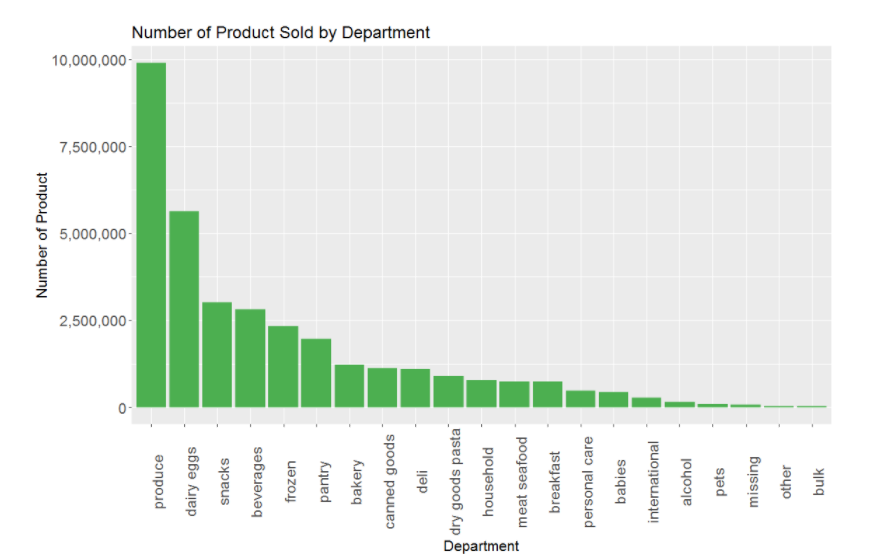 Number of Product Sold by Department
Number of Product
10,000,000
7,500,000
5,000,000
2,500,000
0
produce
dairy eggs
snacks
beverages
frozen
pantry
bakery
canned goods
deli
dry goods pasta
household
meat seafood
breakfast
personal care
babies
international
alcohol
pets
missing
other
bulk
Department